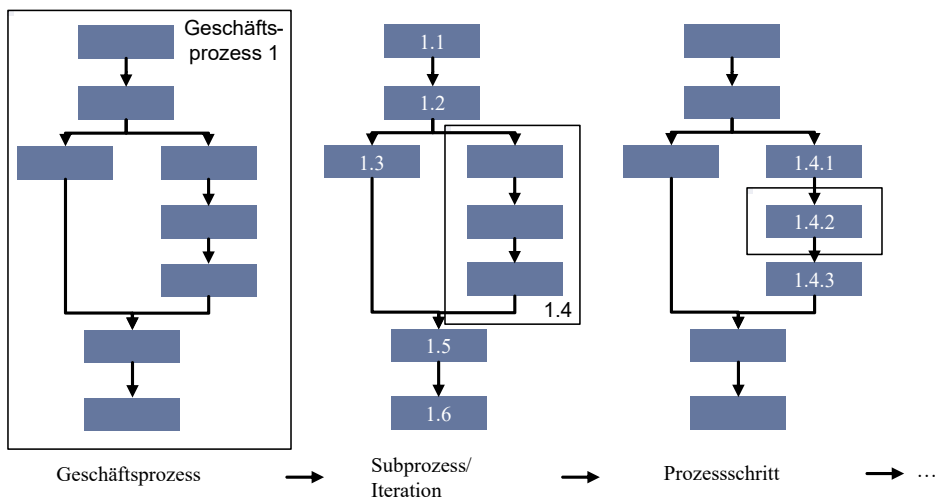 Geschäfts-
prozess 1
1.1
1.2
1.3
1.4
1.5
1.6
1.4.1
1.4.2
1.4.3
Geschäftsprozess
Subprozess/
Iteration
Prozessschritt
…